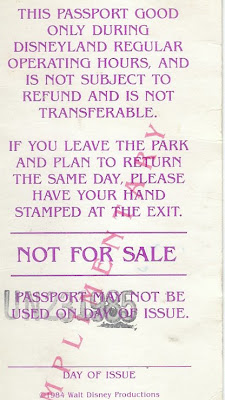 THIS PASSPORT GOOD
ONLY DURING
DISNEYLAND REGULAR
OPERATING HOURS, AND
IS NOT SUBJECT TO
REFUND AND IS NOT
TRANSFERABLE.
IF YOU LEAVE THE PARK
AND PLAN TO RETURN
THE SAME DAY, PLEASE
HAVE YOUR HAND
STAMPED AT THE EXIT.
NOT FOR SALE
PASSPORT MAY NOT BE
USED ON DAY OF ISSUE.
DAY OF ISSUE
©1984 Walt Disney Productions
MPLIMENTARY